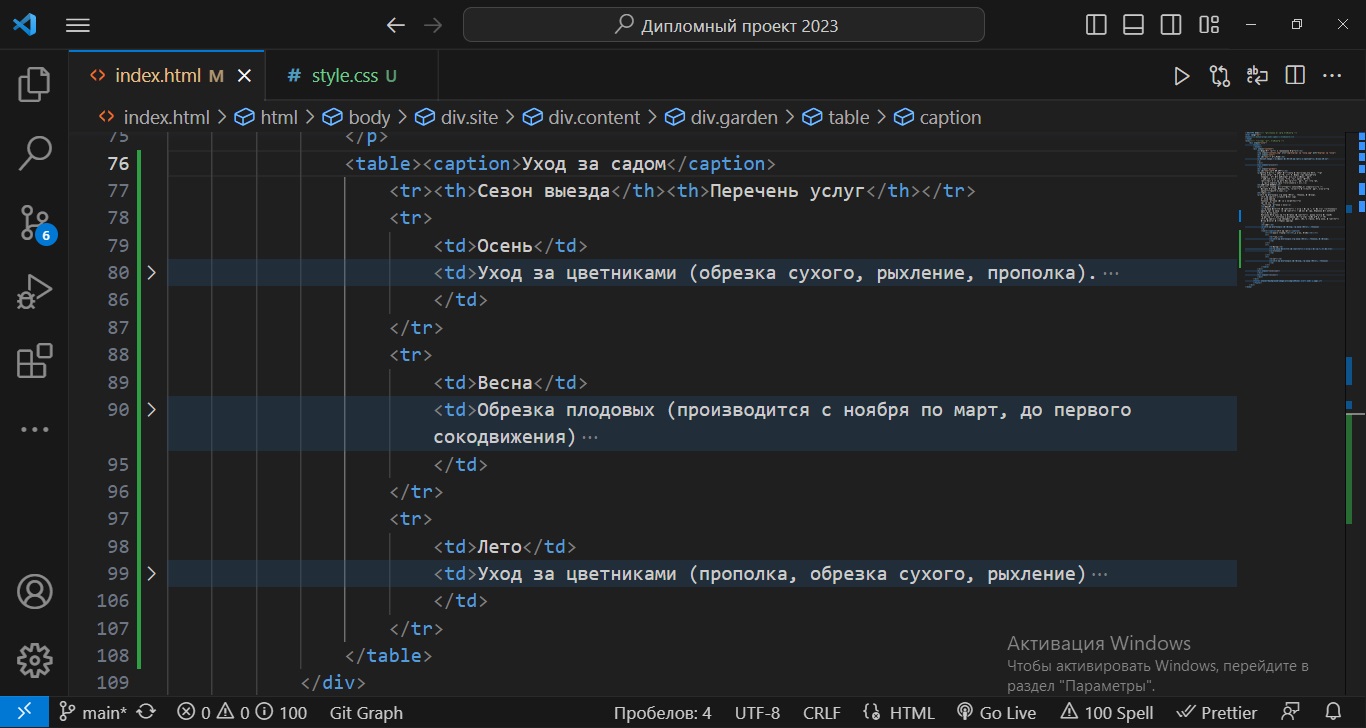 Дипломный проект 2023
index.html M
# style.css U
index.html > html > body > div.site > div.content > div.garden > table > caption
75 </p>
76 <table><caption>Уход за садом</caption>
77 <tr><th>Сезон выезда</th><th>Перечень услуг</th></tr>
78 <tr>
79 <td>Осень</td>
80 <td>Уход за цветниками (обрезка сухого, рыхление, прополка). ...
86 </td>
87 </tr>
88 <tr>
89 <td>Весна</td>
90 <td>Обрезка плодовых (производится с ноября по март, до первого
сокодвижения) ...
95 </td>
96 </tr>
97 <tr>
98 <td>Лето</td>
99 <td>Уход за цветниками (прополка, обрезка сухого, рыхление) ...
106 </td>
107 </tr>
108 </table>
109 </div>
6
Активация Windows
Чтобы активировать Windows, перейдите в
раздел "Параметры".
main* 0 0 100 Git Graph Пробелов: 4 UTF-8 CRLF HTML Go Live 100 Spell Prettier